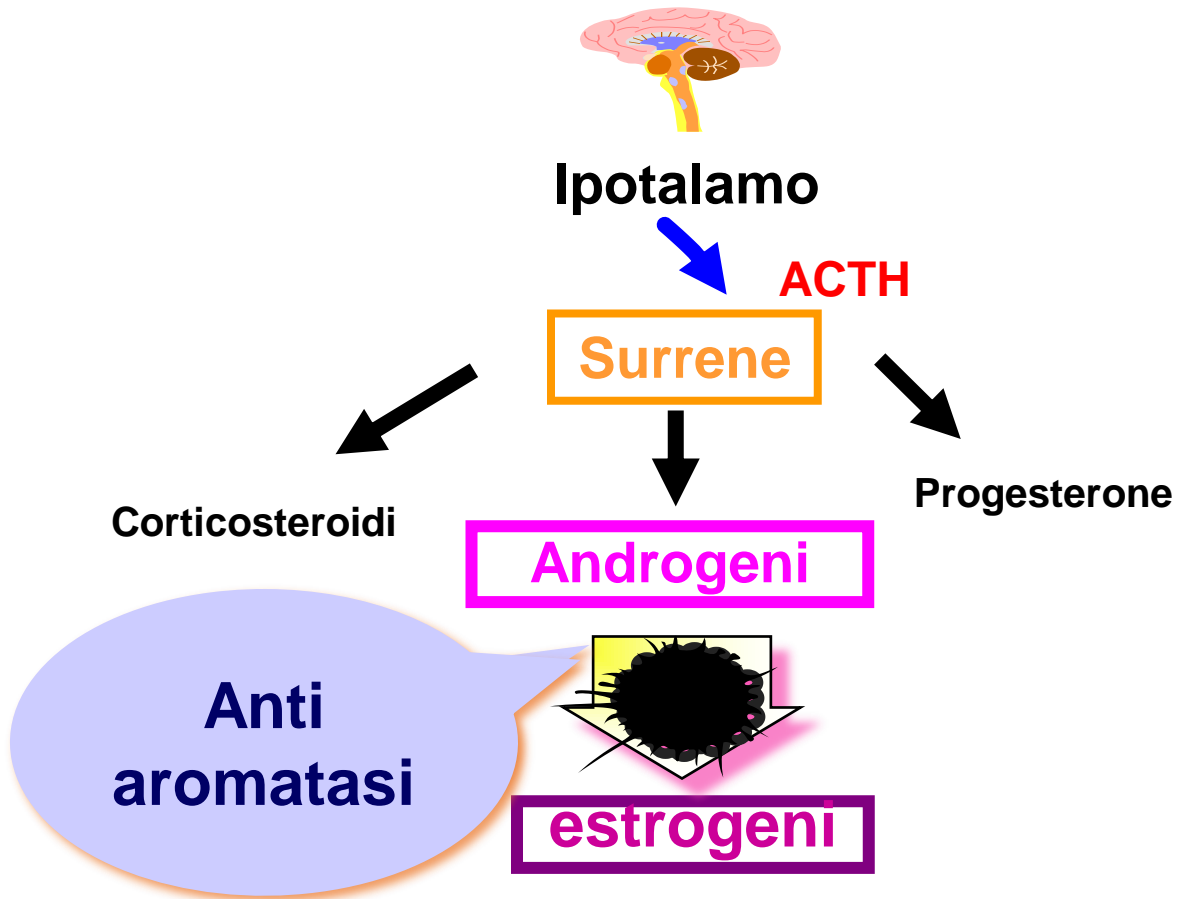 Ipotalamo
ACTH
Surrene
Corticosteroidi
Progesterone
Androgeni
Anti
aromatasi
estrogeni